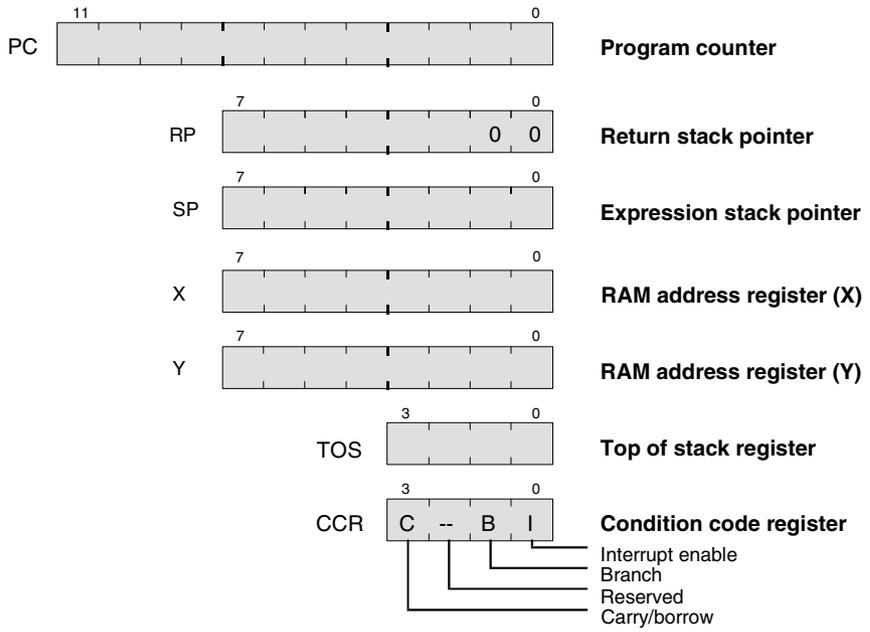 11 0
PC Program counter
7 0
RP 0 0 Return stack pointer
7 0
SP Expression stack pointer
7 0
X RAM address register (X)
7 0
Y RAM address register (Y)
3 0
TOS Top of stack register
3 0
CCR C -- B I Condition code register
Interrupt enable
Branch
Reserved
Carry/borrow